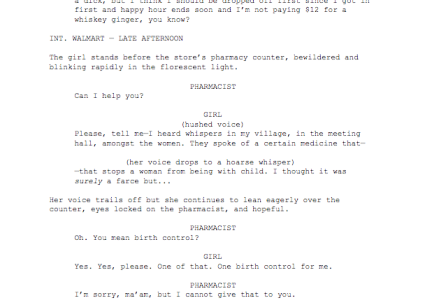 a dick, but I think I should be dropped off first since I got in
first and happy hour ends soon and I'm not paying $12 for a
whiskey ginger, you know?
INT. WALMART — LATE AFTERNOON
The girl stands before the store's pharmacy counter, bewildered and
blinking rapidly in the florescent light.
PHARMACIST
Can I help you?
GIRL
(hushed voice)
Please, tell me—I heard whispers in my village, in the meeting
hall, amongst the women. They spoke of a certain medicine that—
(her voice drops to a hoarse whisper)
—that stops a woman from being with child. I thought it was
surely a farce but...
Her voice trails off but she continues to lean eagerly over the
counter, eyes locked on the pharmacist, and hopeful.
PHARMACIST
Oh. You mean birth control?
GIRL
Yes. Yes, please. One of that. One birth control for me.
PHARMACIST
I'm sorry, ma'am, but I cannot give that to you.